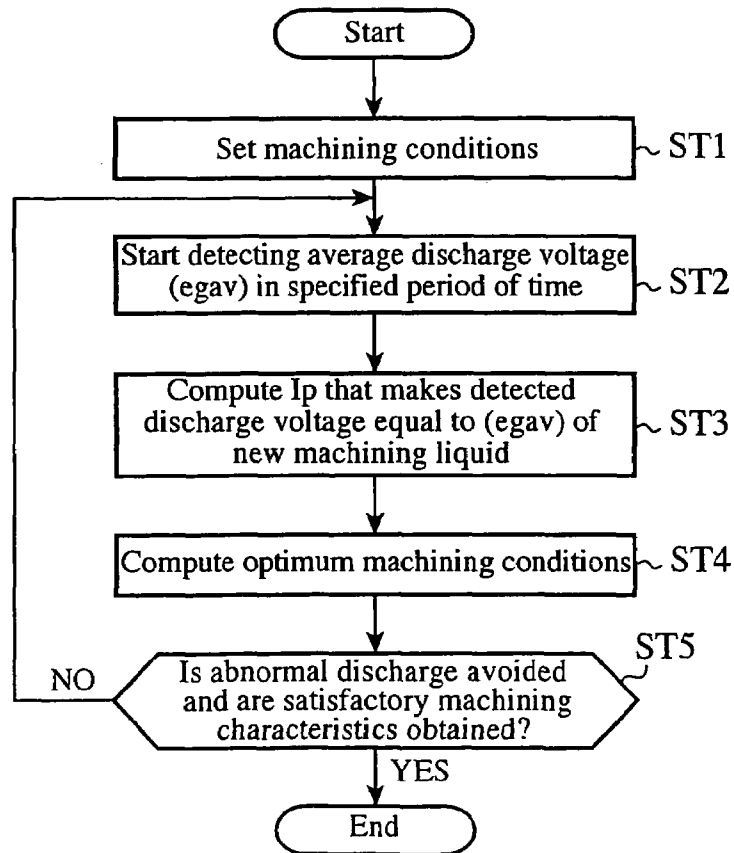 Start
Set machining conditions
ST1
Start detecting average discharge voltage
(egav) in specified period of time
ST2
Compute Ip that makes detected
discharge voltage equal to (egav) of
new machining liquid
ST3
Compute optimum machining conditions
ST4
Is abnormal discharge avoided
and are satisfactory machining
characteristics obtained?
ST5
NO
YES
End